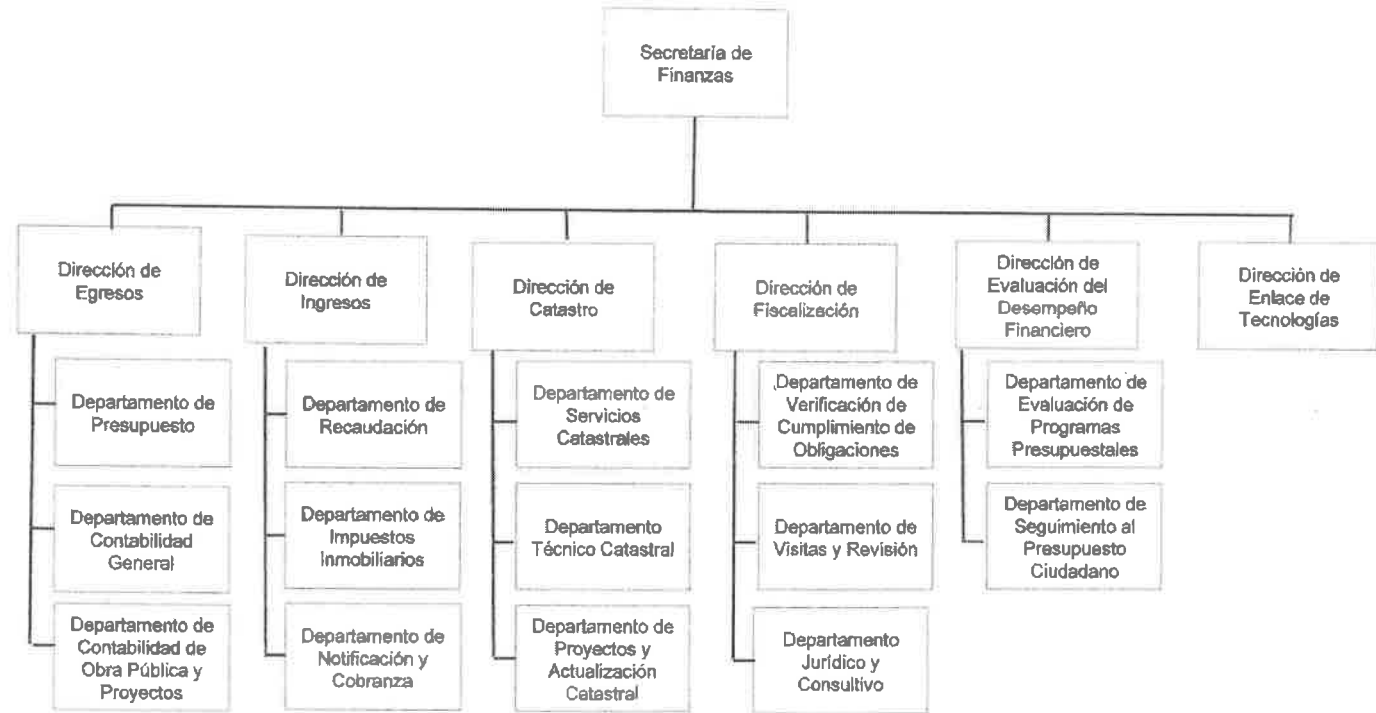 Secretaría de
Finanzas
Dirección de
Egresos
Dirección de
Ingresos
Dirección de
Catastro
Dirección de
Fiscalización
Dirección de
Evaluación del
Desempeño
Financiero
Dirección de
Enlace de
Tecnologías
Departamento de
Presupuesto
Departamento de
Recaudación
Departamento de
Servicios
Catastrales
Departamento de
Verificación de
Cumplimiento de
Obligaciones
Departamento de
Evaluación de
Programas
Presupuestales
Departamento de
Contabilidad
General
Departamento de
Impuestos
Inmobiliarios
Departamento
Técnico Catastral
Departamento de
Visitas y Revisión
Departamento de
Seguimiento al
Presupuesto
Ciudadano
Departamento de
Contabilidad de
Obra Pública y
Proyectos
Departamento de
Notificación y
Cobranza
Departamento de
Proyectos y
Actualización
Catastral
Departamento
Jurídico y
Consultivo